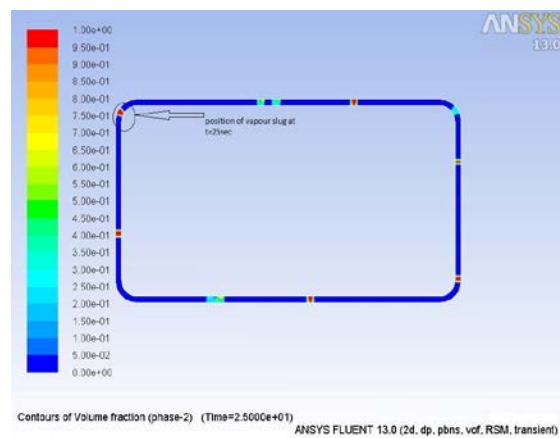 ANSYS
13.0
1.00e+00
9.50e-01
9.00e-01
8.50e-01
8.00e-01
7.50e-01
7.00e-01
6.50e-01
6.00e-01
5.50e-01
5.00e-01
4.50e-01
4.00e-01
3.50e-01
3.00e-01
2.50e-01
2.00e-01
1.50e-01
1.00e-01
5.00e-02
0.00e+00
position of vapour slug at
t=25sec
Contours of Volume fraction (phase-2) (Time=2.5000e+01)
ANSYS FLUENT 13.0 (2d, dp, pbns, vof, RSM, transient)